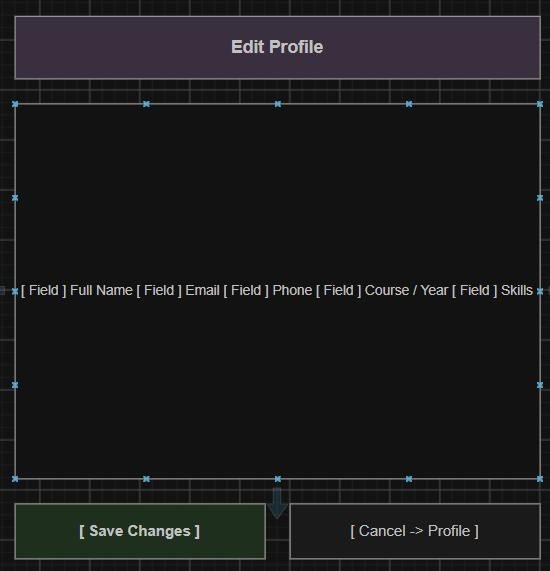 Edit Profile
[ Field ] Full Name [ Field ] Email [ Field ] Phone [ Field ] Course / Year [ Field ] Skills
[ Save Changes ]
[ Cancel -> Profile ]